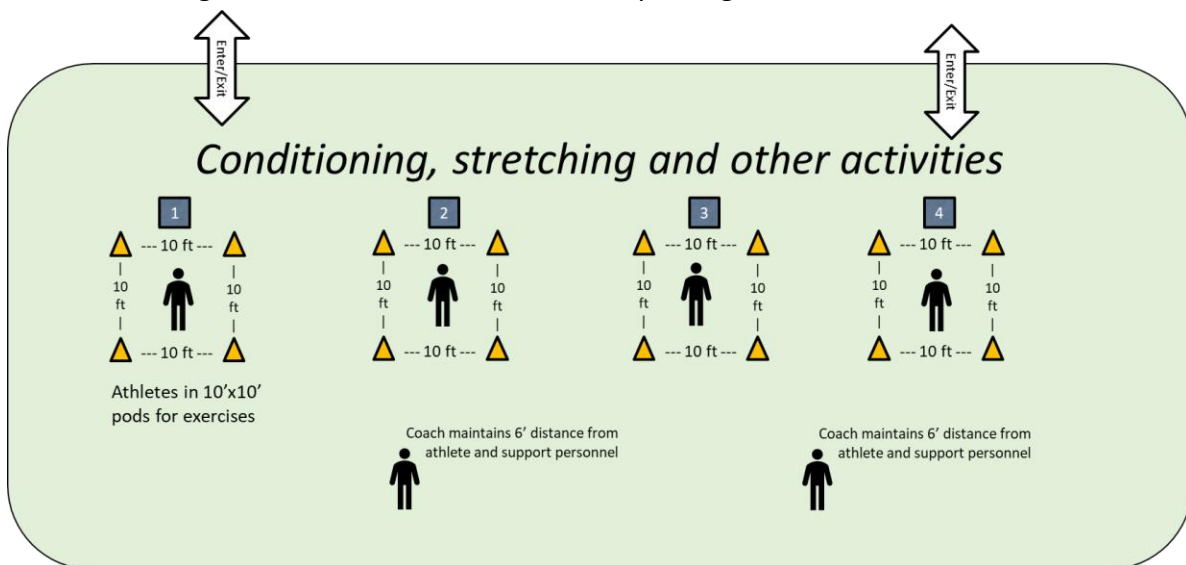 Enter/Exit
Enter/Exit
Conditioning, stretching and other activities
1
2
3
4
--- 10 ft ---
--- 10 ft ---
--- 10 ft ---
--- 10 ft ---
10
ft
10
ft
10
ft
10
ft
10
ft
10
ft
10
ft
10
ft
--- 10 ft ---
--- 10 ft ---
--- 10 ft ---
--- 10 ft ---
Athletes in 10’x10’
pods for exercises
Coach maintains 6’ distance from
athlete and support personnel
Coach maintains 6’ distance from
athlete and support personnel